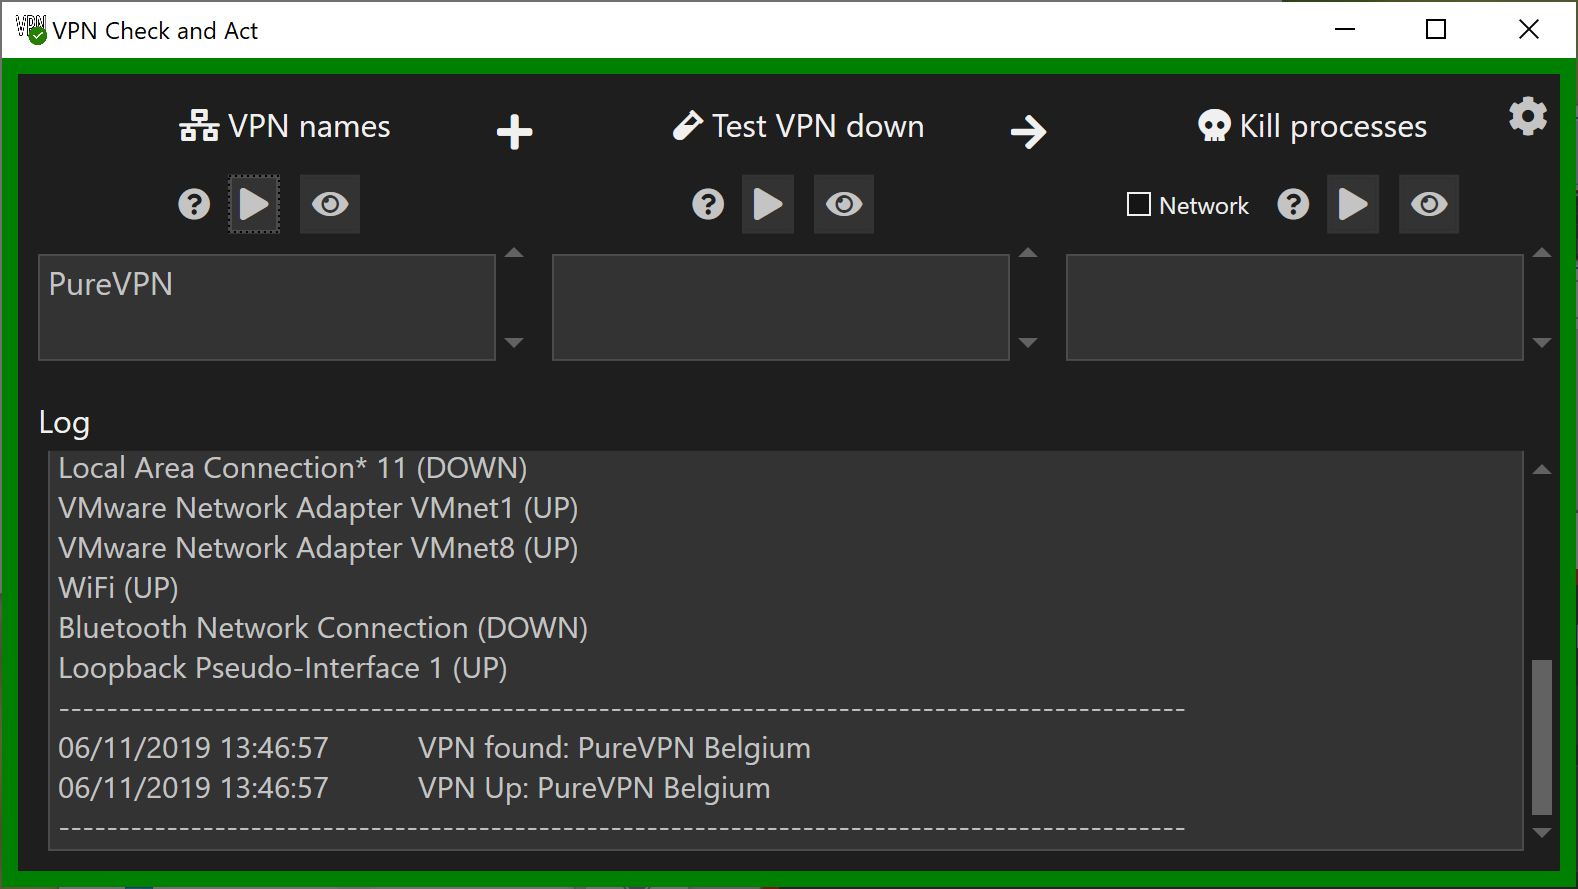 VPN VPN Check and Act
VPN names
Test VPN down
Kill processes
Network
PureVPN
Log
Local Area Connection* 11 (DOWN)
VMware Network Adapter VMnet1 (UP)
VMware Network Adapter VMnet8 (UP)
WiFi (UP)
Bluetooth Network Connection (DOWN)
Loopback Pseudo-Interface 1 (UP)
----------------------------------------------------------------------------------------------
06/11/2019 13:46:57 VPN found: PureVPN Belgium
06/11/2019 13:46:57 VPN Up: PureVPN Belgium
----------------------------------------------------------------------------------------------